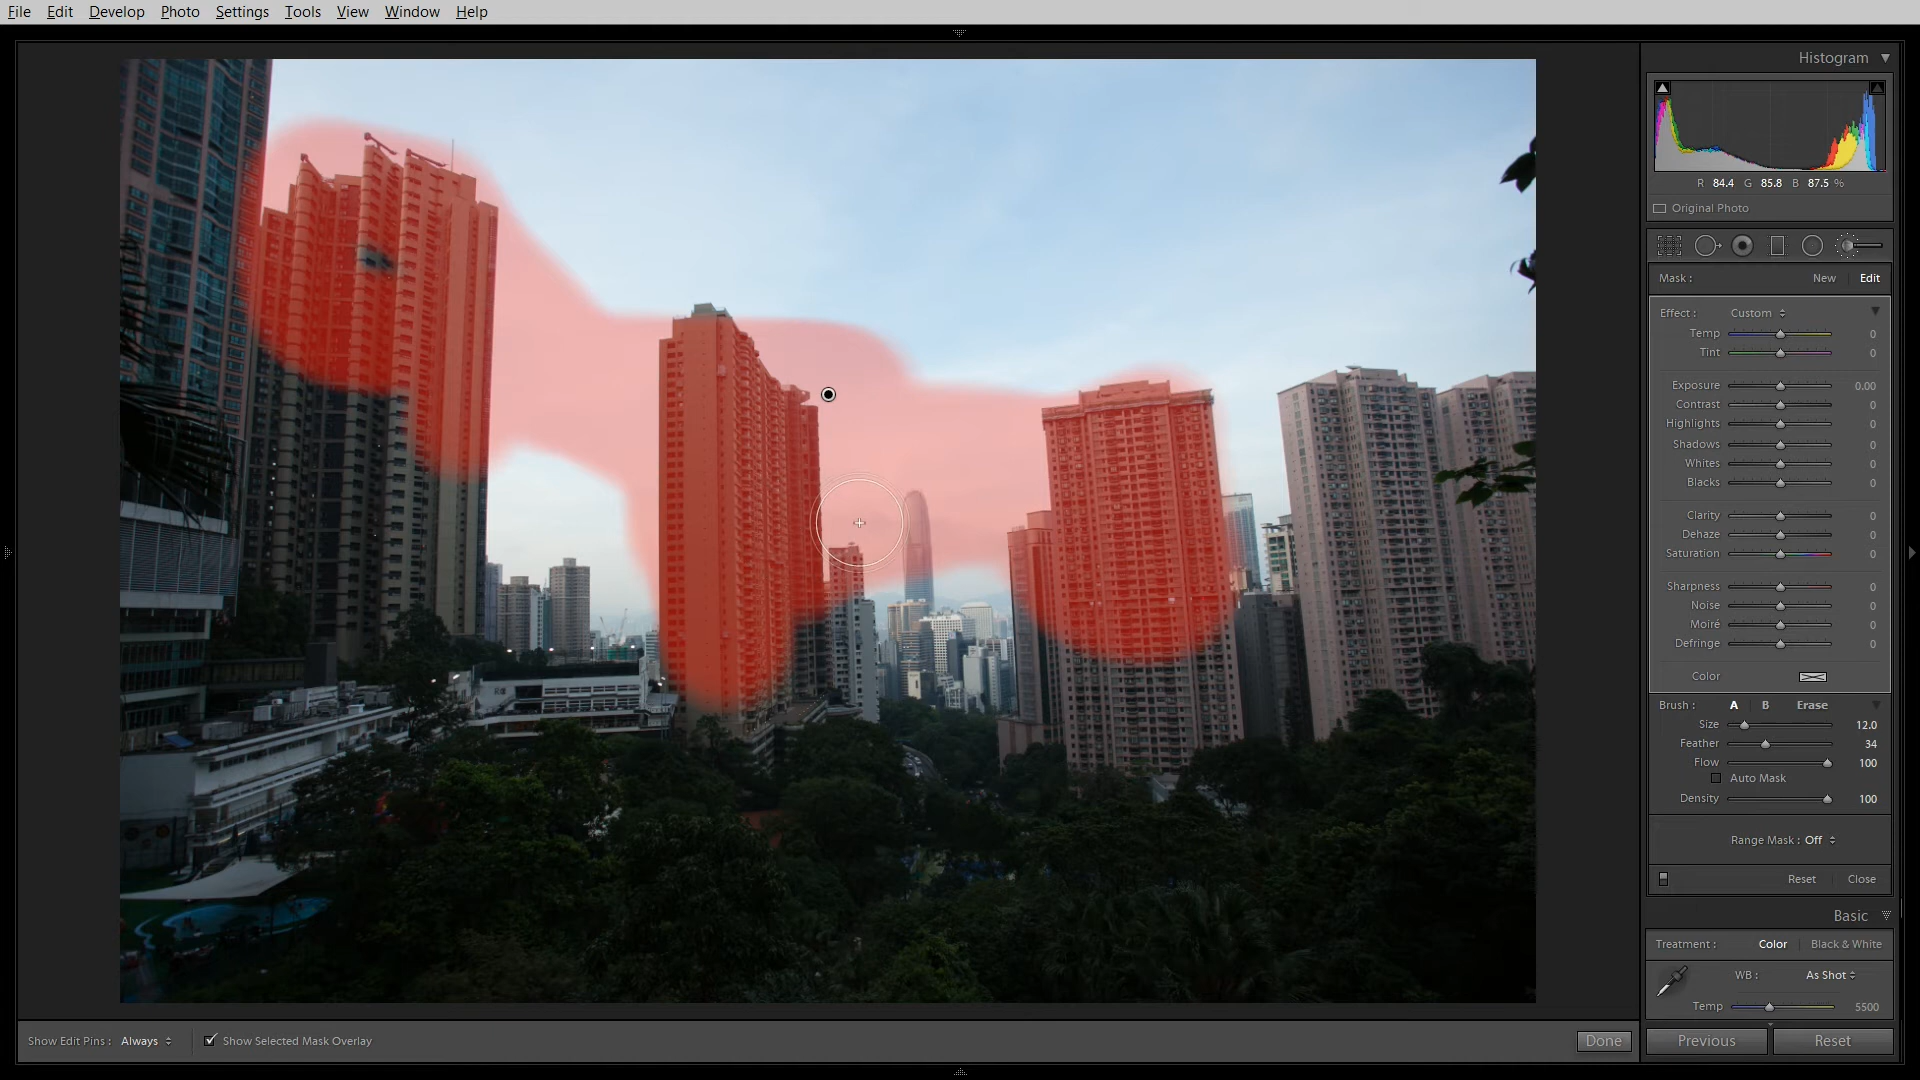 File Edit Develop Photo Settings Tools View Window Help
Histogram
R 84.4 G 85.8 B 87.5 %
Original Photo
Mask : New Edit
Effect : Custom
Temp 0
Tint 0
Exposure 0.00
Contrast 0
Highlights 0
Shadows 0
Whites 0
Blacks 0
Clarity 0
Dehaze 0
Saturation 0
Sharpness 0
Noise 0
Moiré 0
Defringe 0
Color
Brush : A B Erase
Size 12.0
Feather 34
Flow 100
Auto Mask
Density 100
Range Mask : Off
Reset Close
Basic
Treatment : Color Black & White
WB : As Shot
Temp 5500
Show Edit Pins : Always Show Selected Mask Overlay Done Previous Reset